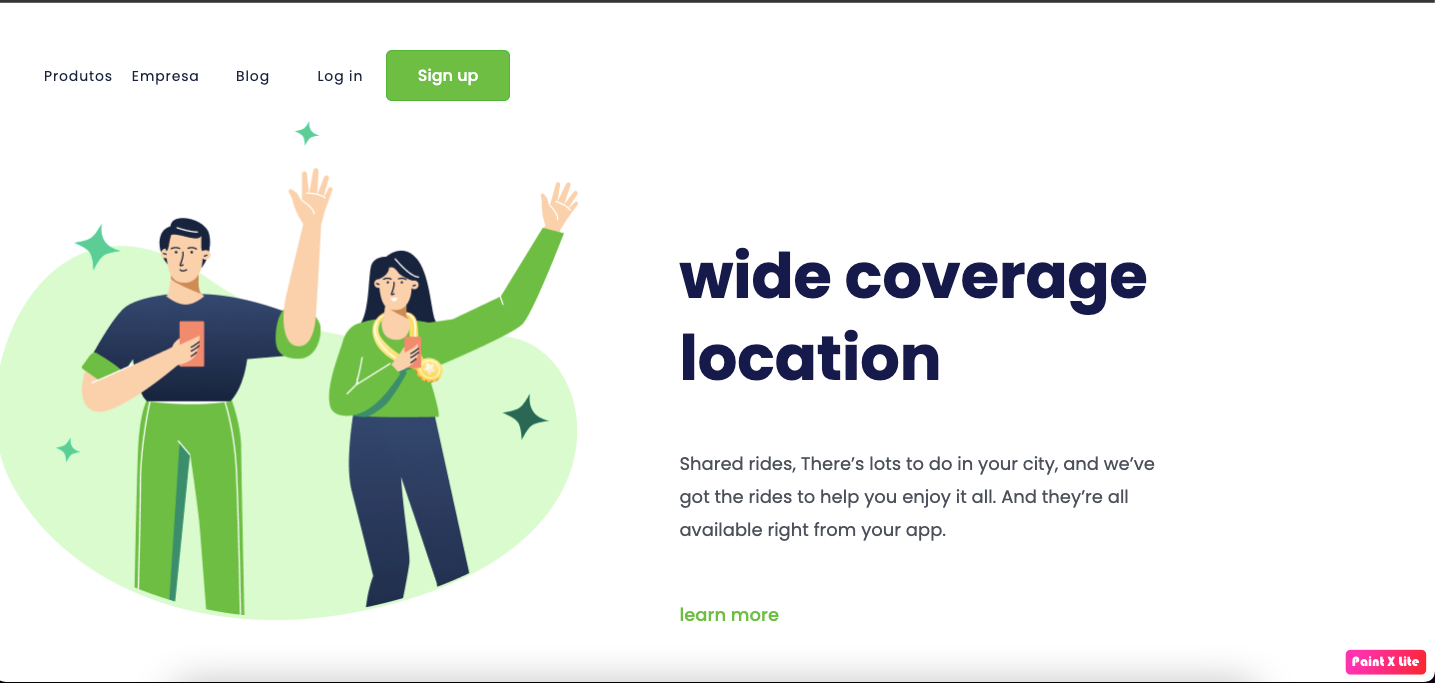 Produtos Empresa Blog Log in Sign up
wide coverage
location
Shared rides, There’s lots to do in your city, and we’ve
got the rides to help you enjoy it all. And they’re all
available right from your app.
learn more
Paint X Lite